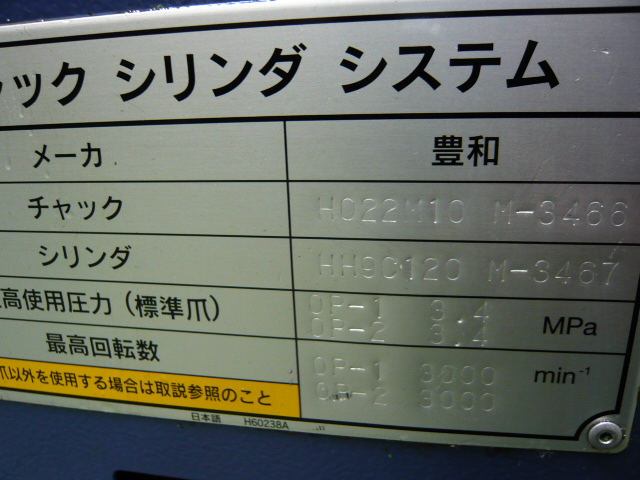 チャック シリンダ システム
メーカ 豊和
チャック HO22M10 M-3466
シリンダ HH9C120 M-3467
最高使用圧力(標準爪) OP-1 3.4
OP-2 3.4 MPa
最高回転数 OP-1 3000
OP-2 3000 min⁻¹
爪以外を使用する場合は取説参照のこと
日本語 H60238A